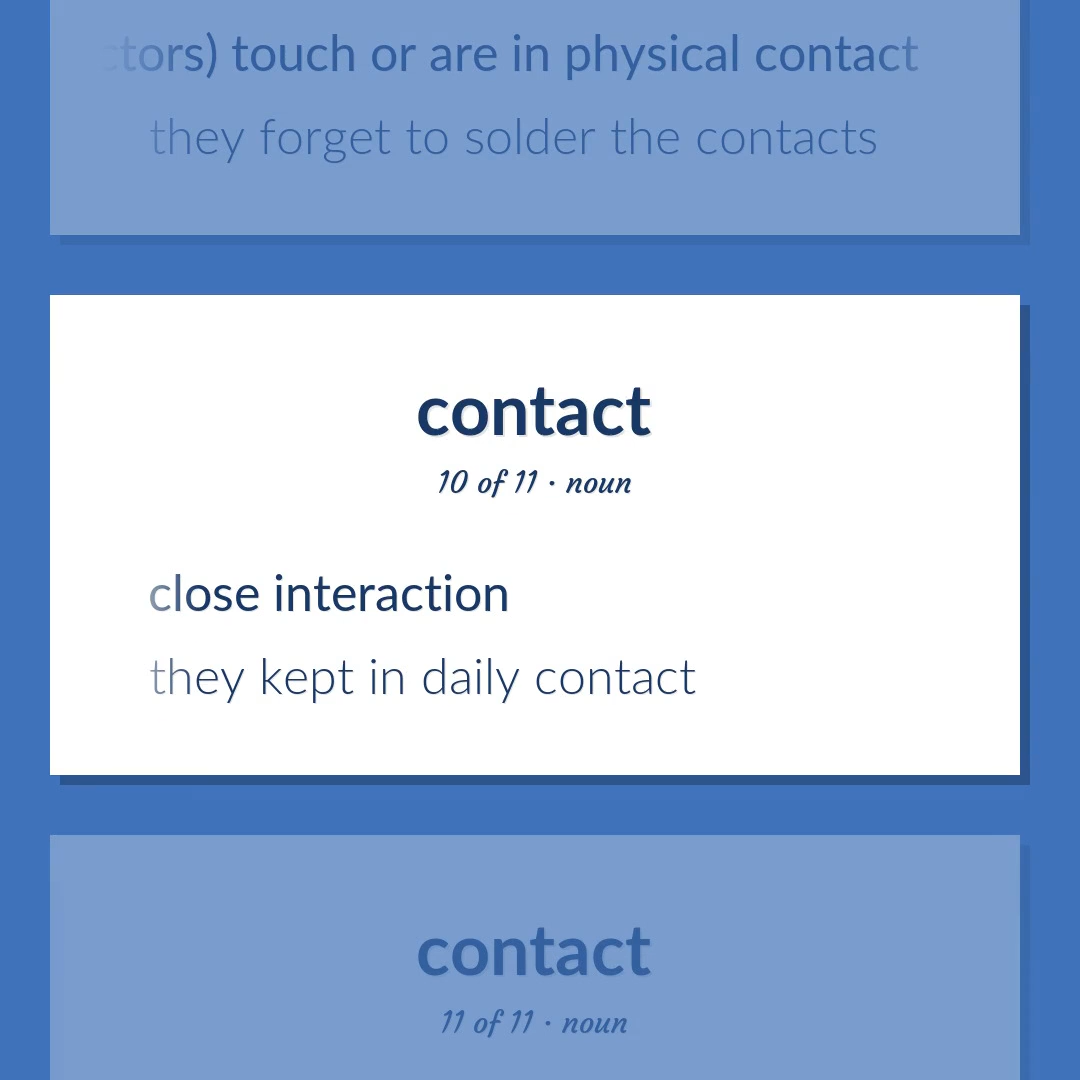 tors) touch or are in physical contact
they forget to solder the contacts
contact
10 of 11 · noun
close interaction
they kept in daily contact
contact
11 of 11 · noun